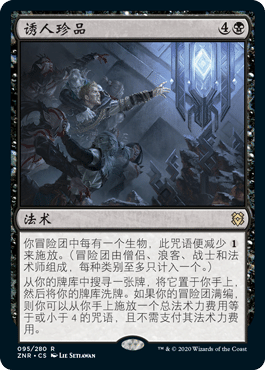 诱人珍品 4
法术
你冒险团中每有一个生物，此咒语便减少 1
来施放。（冒险团由僧侣、浪客、战士和法
术师组成，每种类别至多只计入一个。）
从你的牌库中搜寻一张牌，将它置于你手上，
然后将你的牌库洗牌。如果你的冒险团满编，
则你可以从你手上施放一个总法术力费用等
于或小于 4 的咒语，且不需支付其法术力费
用。
095/280 R
ZNR • CS LIE SETIAWAN
™ & © 2020 Wizards of the Coast